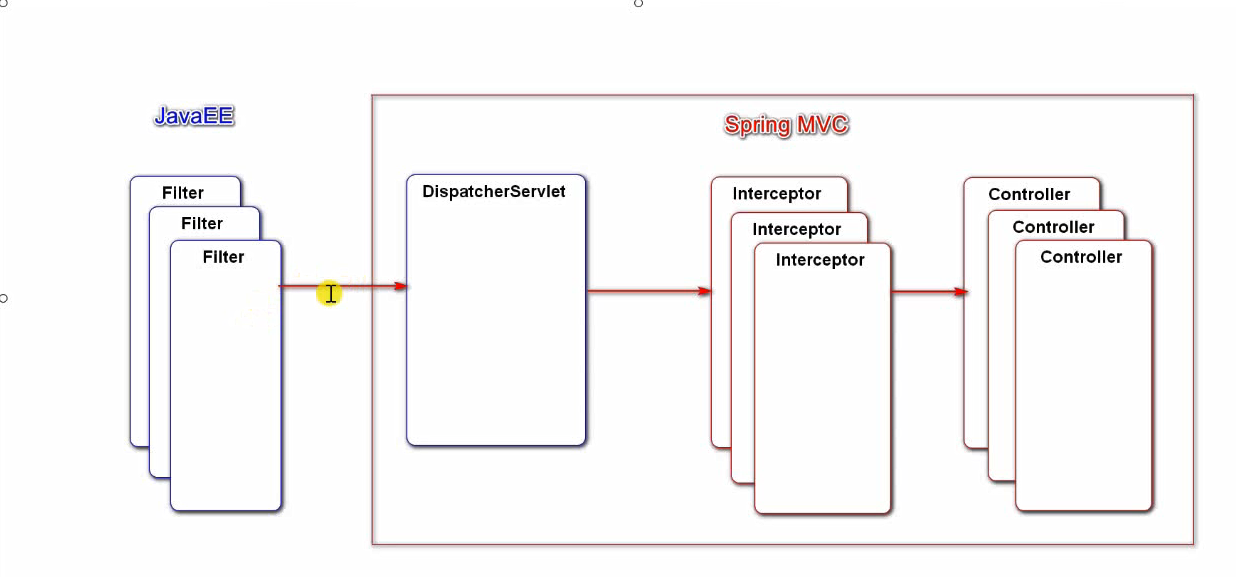 JavaEE
Spring MVC
Filter
Filter
Filter
DispatcherServlet
Interceptor
Interceptor
Interceptor
Controller
Controller
Controller